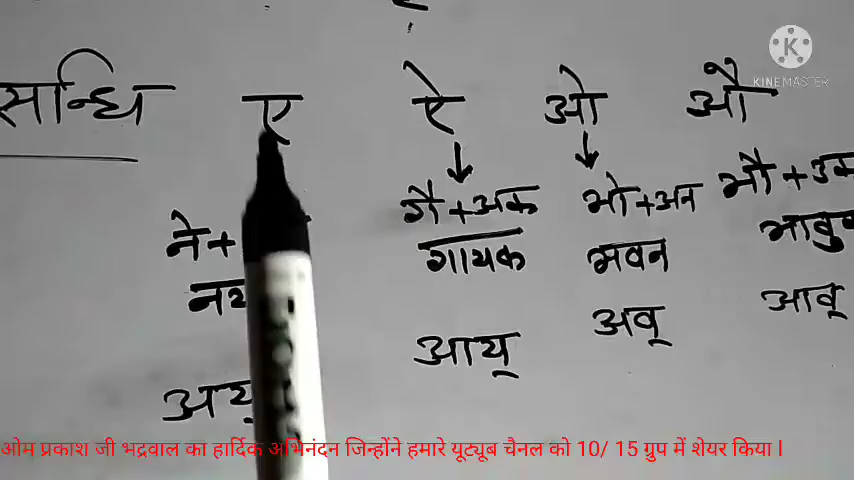 KINEMASTER
सन्धि ए ऐ ओ औ
ने+ गै+अक भो+अन भौ+उक
गायक भवन भावुक
अय् आय् अव् आव्
ओम प्रकाश जी भद्रवाल का हार्दिक अभिनंदन जिन्होंने हमारे यूट्यूब चैनल को 10/ 15 ग्रुप में शेयर किया l